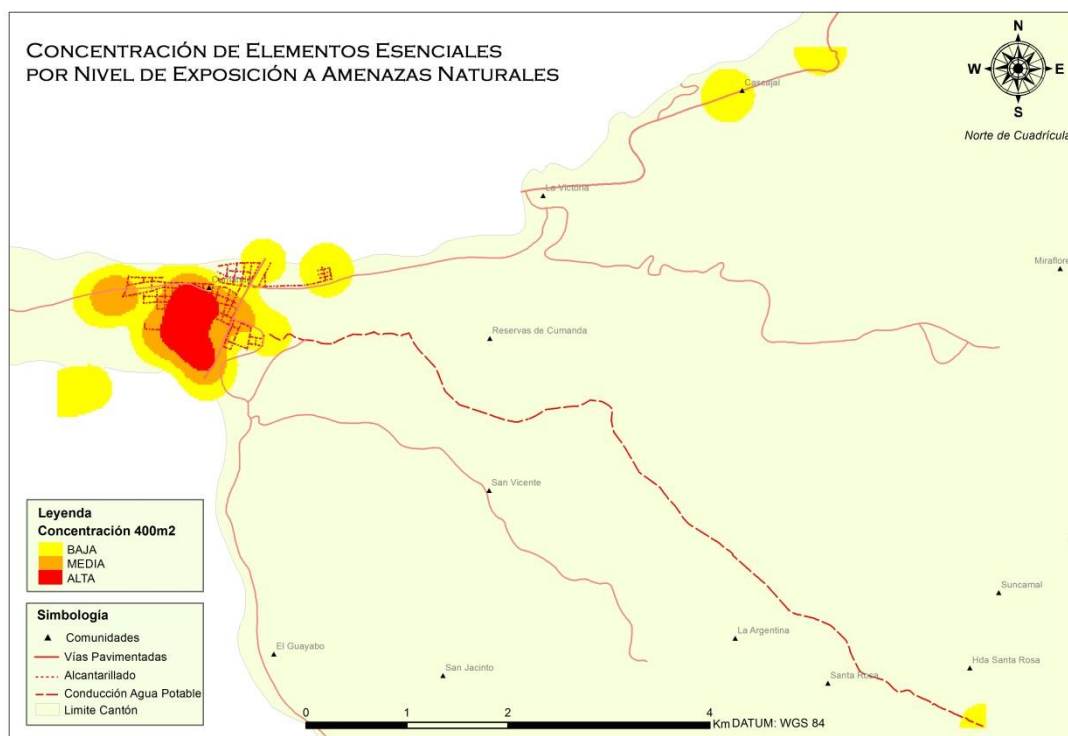 CONCENTRACIÓN DE ELEMENTOS ESENCIALES
POR NIVEL DE EXPOSICIÓN A AMENAZAS NATURALES
N
W
E
S
Norte de Cuadrícula
Cascajal
La Victoria
Miraflore
Reservas de Cumanda
San Vicente
Suncamal
La Argentina
El Guayabo
San Jacinto
Santa Rosa
Hda Santa Rosa
Leyenda
Concentración 400m2
BAJA
MEDIA
ALTA
Simbología
Comunidades
Vías Pavimentadas
Alcantarillado
Conducción Agua Potable
Limite Cantón
0 1 2 4
Km DATUM: WGS 84